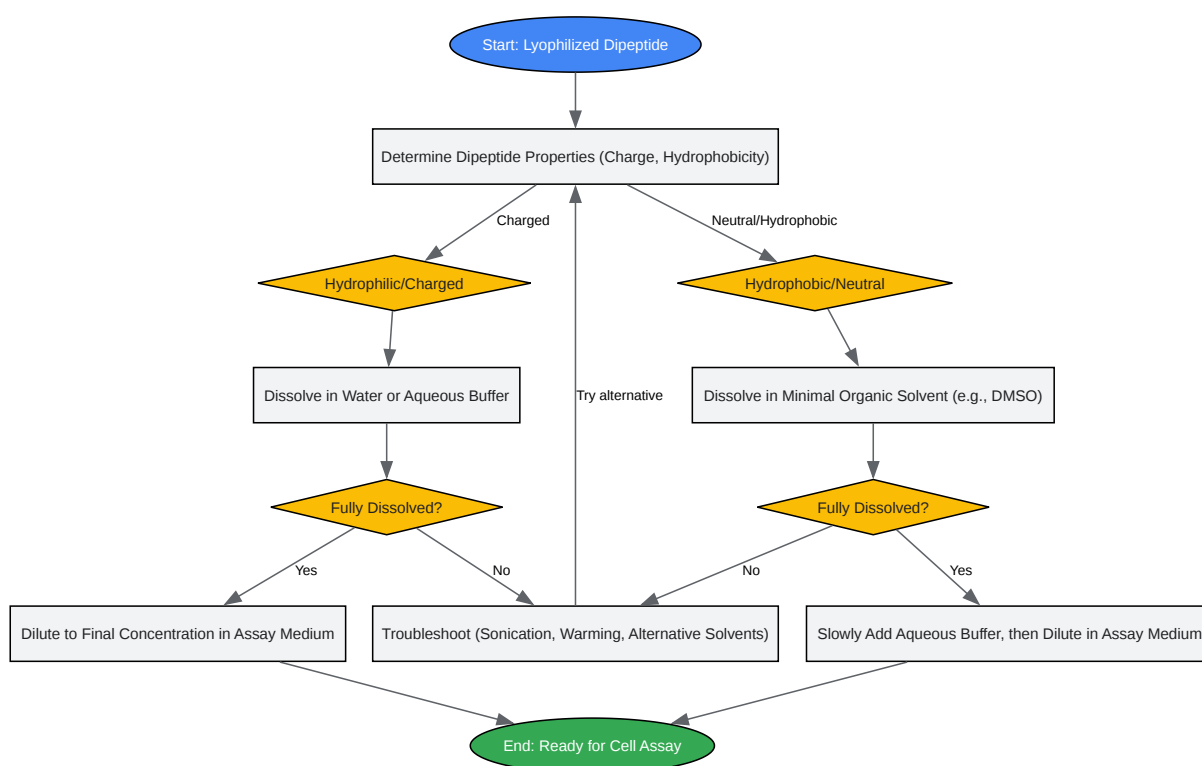 Start: Lyophilized Dipeptide
Determine Dipeptide Properties (Charge, Hydrophobicity)
Charged
Neutral/Hydrophobic
Hydrophilic/Charged
Hydrophobic/Neutral
Dissolve in Water or Aqueous Buffer
Try alternative
Dissolve in Minimal Organic Solvent (e.g., DMSO)
Fully Dissolved?
Fully Dissolved?
Yes
No
No
Yes
Dilute to Final Concentration in Assay Medium
Troubleshoot (Sonication, Warming, Alternative Solvents)
Slowly Add Aqueous Buffer, then Dilute in Assay Medium
End: Ready for Cell Assay